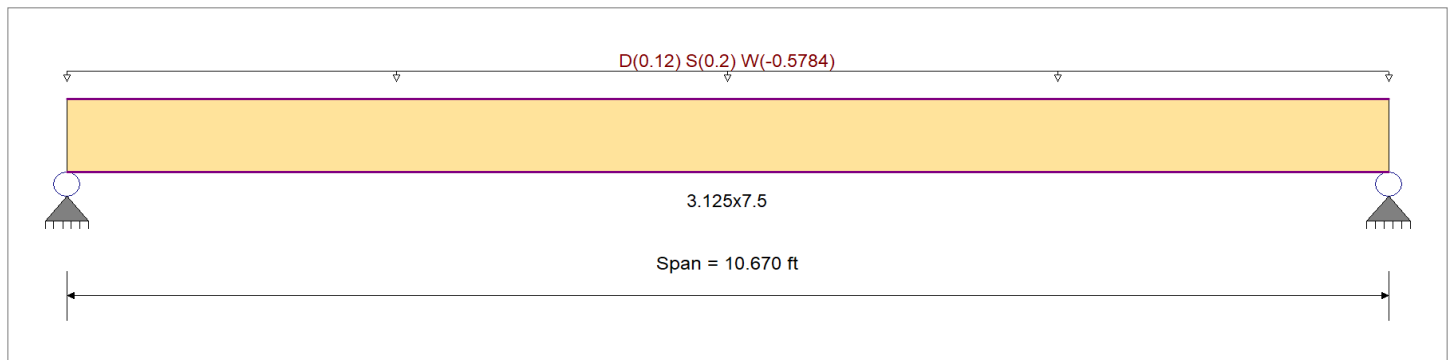 D(0.12) S(0.2) W(-0.5784)
3.125x7.5
Span = 10.670 ft